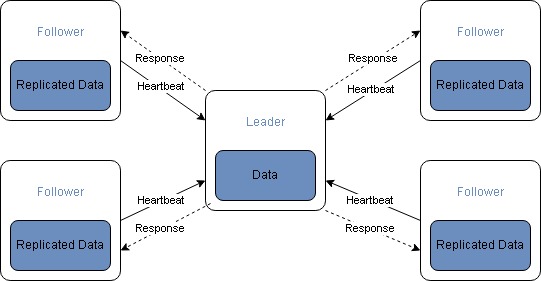 Follower
Replicated Data
Response
Heartbeat
Follower
Replicated Data
Response
Heartbeat
Leader
Data
Follower
Replicated Data
Heartbeat
Response
Follower
Replicated Data
Heartbeat
Response